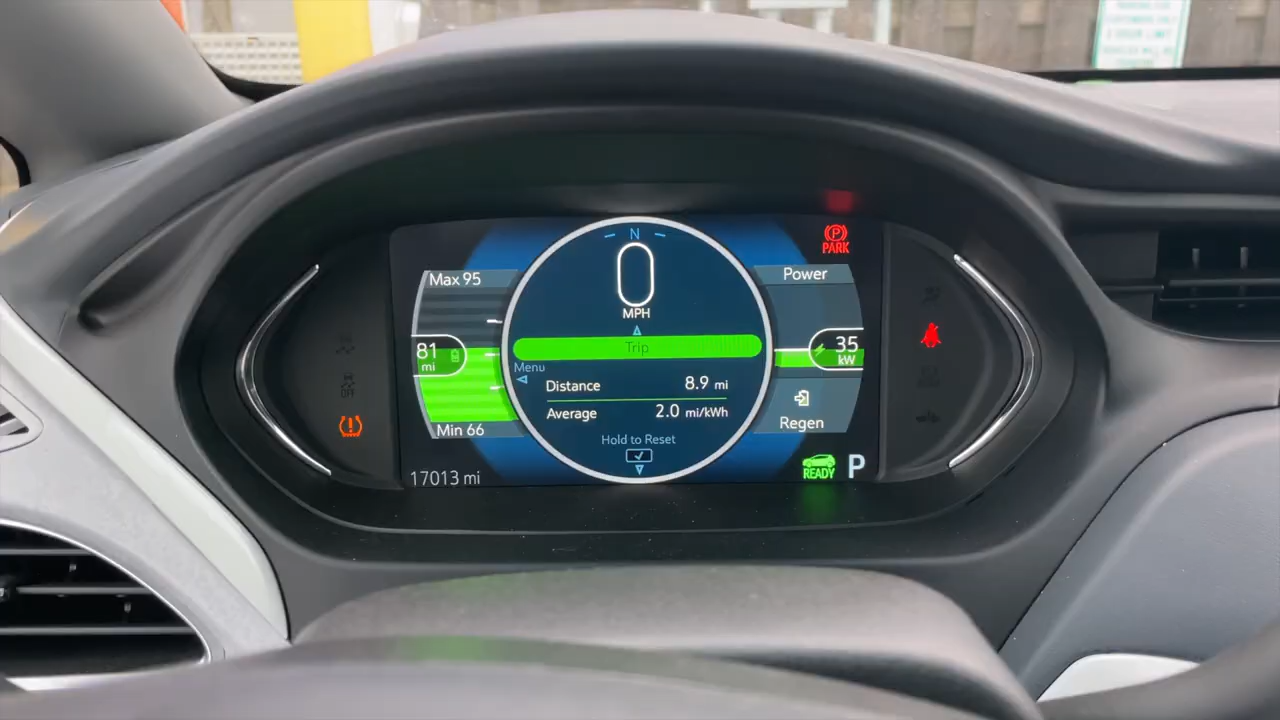 N
0
MPH
PARK
Max 95
Power
81
mi
Trip
35
kW
Menu
Distance 8.9 mi
Average 2.0 mi/kWh
Regen
Min 66
Hold to Reset
READY
P
17013 mi